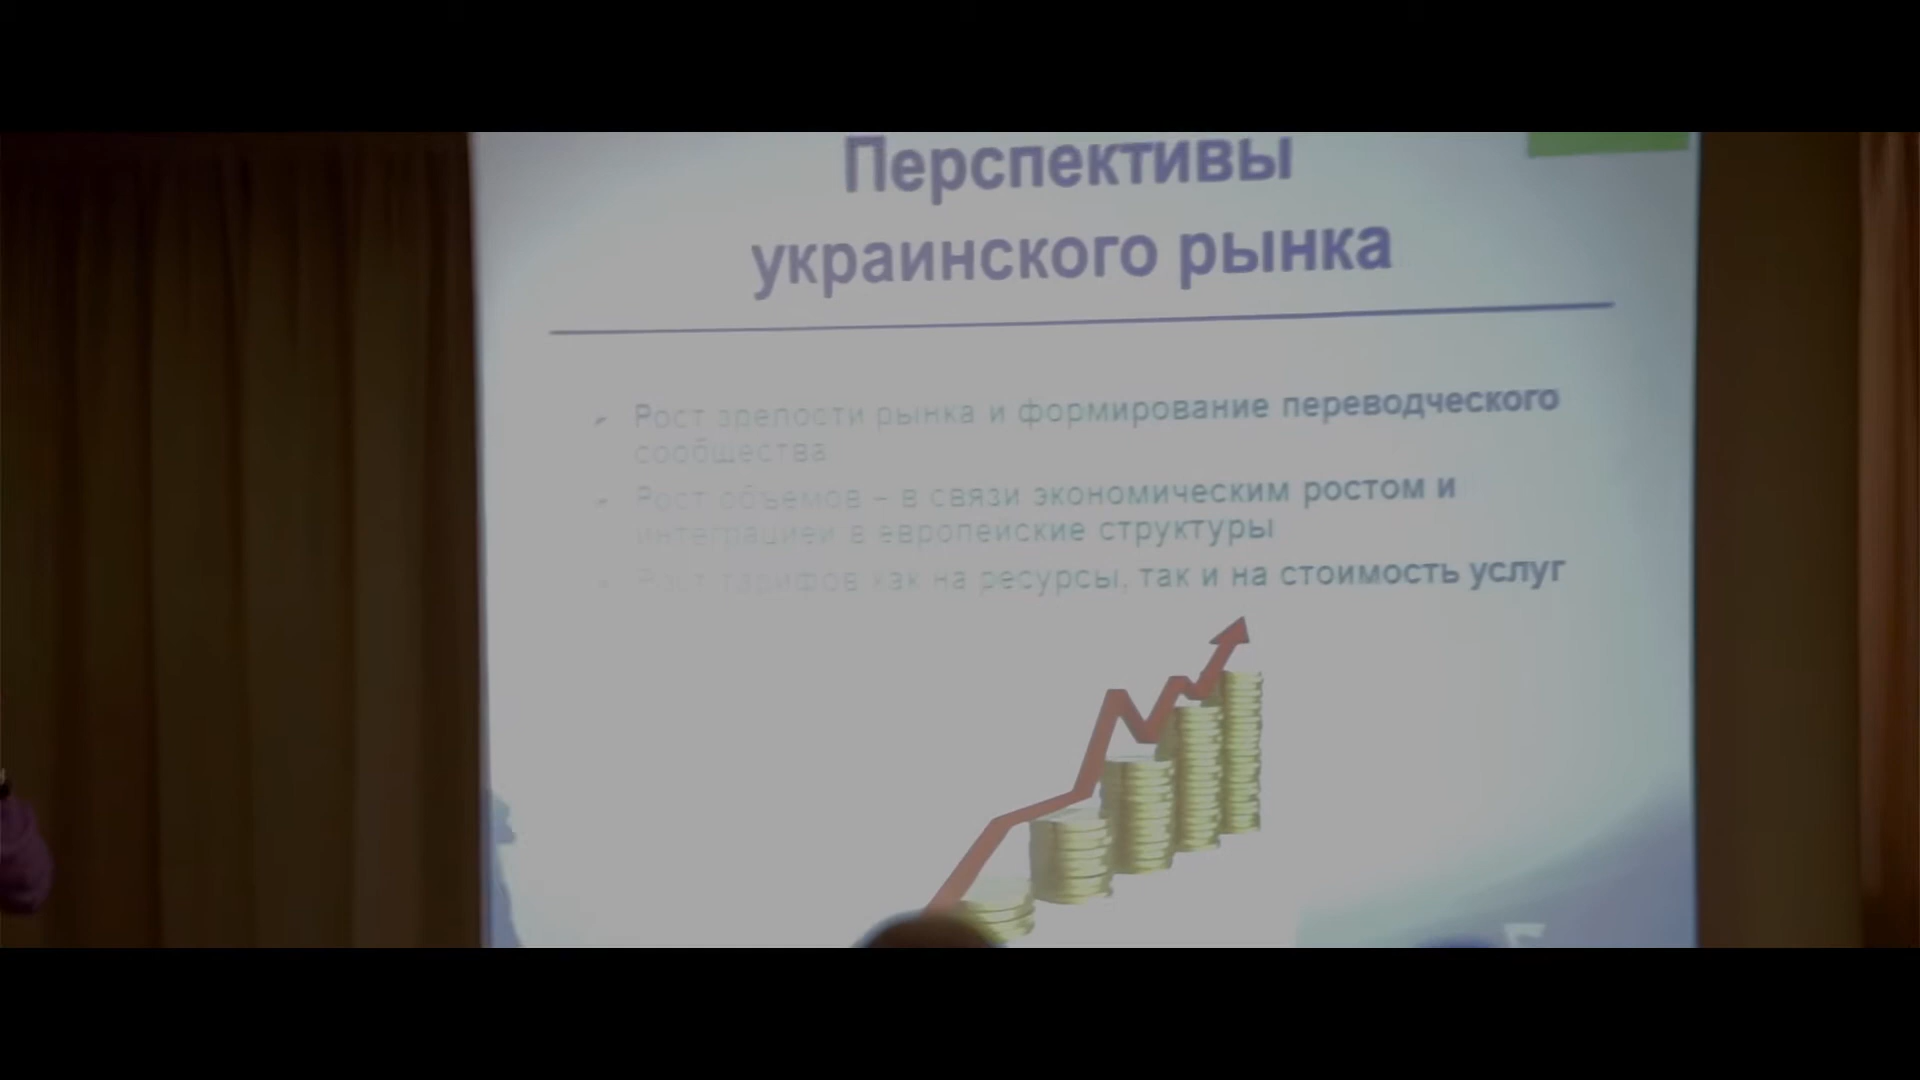 Перспективы
украинского рынка
Рост зрелости рынка и формирование переводческого
сообщества
Рост объемов – в связи экономическим ростом и
интеграцией в европейские структуры
Рост тарифов как на ресурсы, так и на стоимость услуг